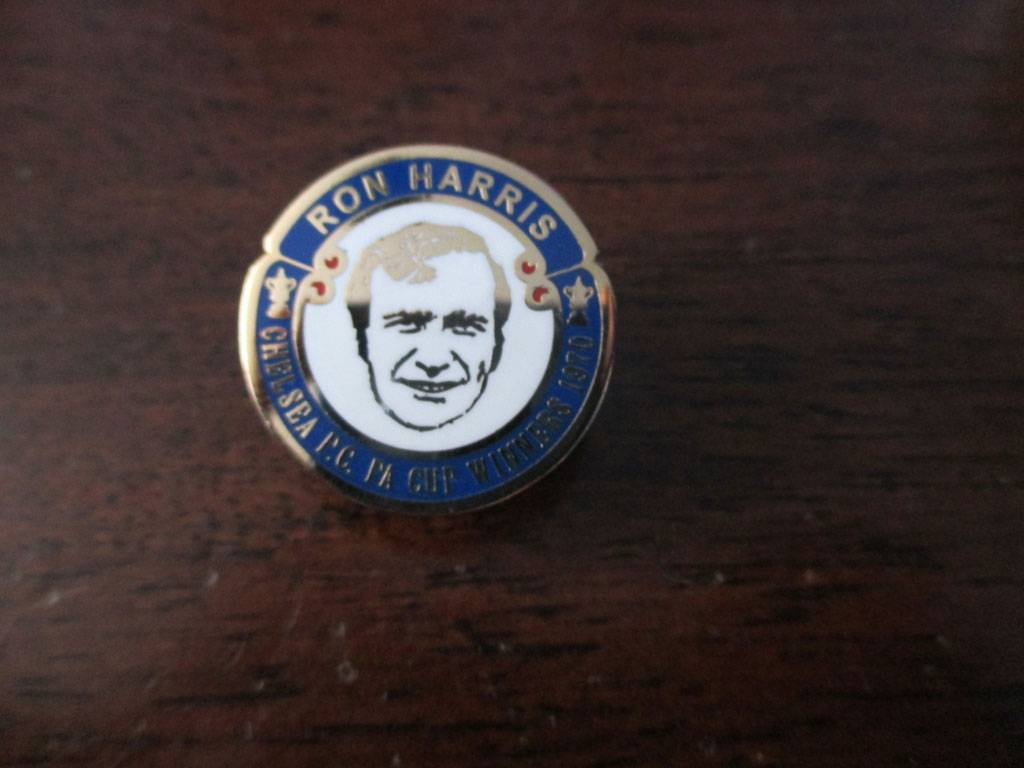 RON HARRIS
CHELSEA F.C. FA CUP WINNERS 1970